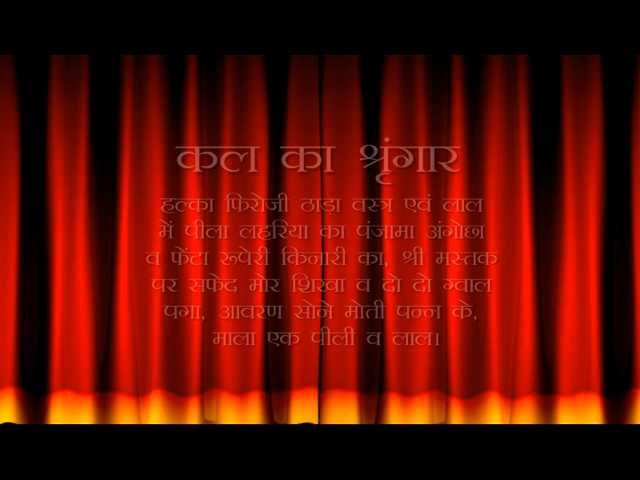 कल का श्रृंगार
हल्का फिरोजी ठाडा वस्त्र एवं लाल
में पीला लहरिया का पंजामा अंगोछा
व फेंटा रूपेरी किनारी का, श्री मस्तक
पर सफेद मोर शिखा व दो दो ग्वाल
पगा, आवरण सोने मोती पन्न के,
माला एक पीली व लाल।